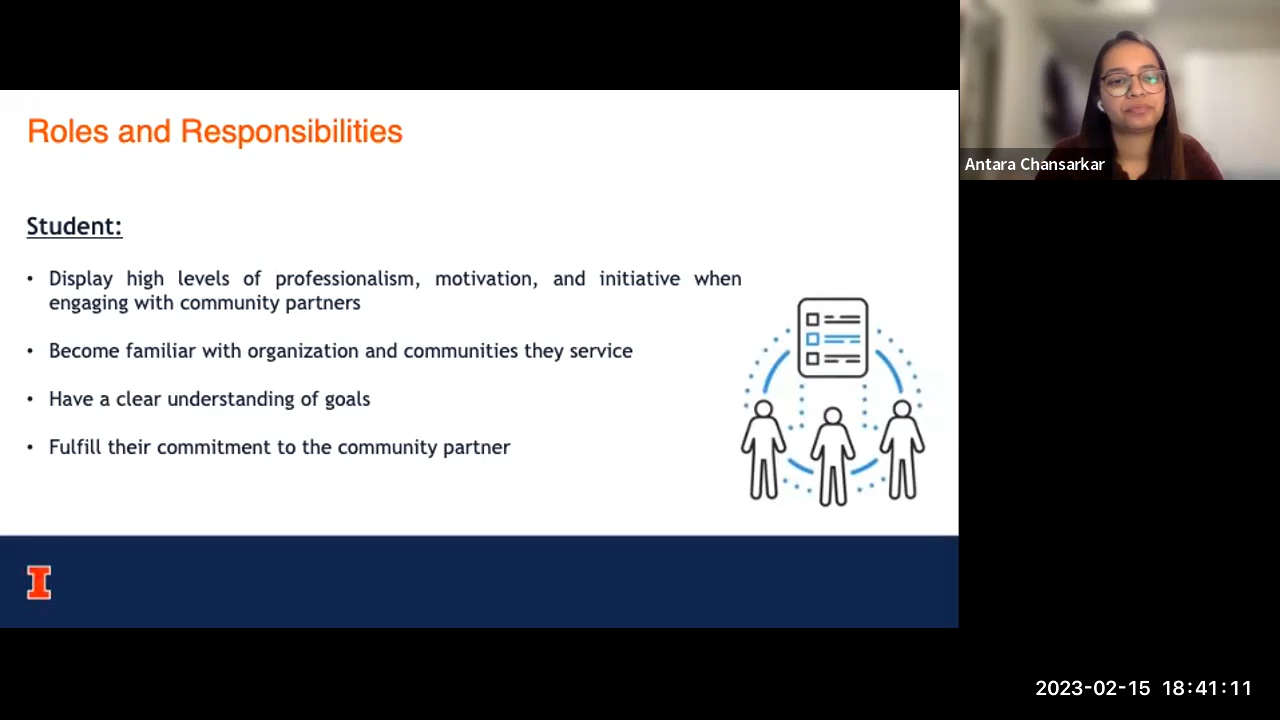 Roles and Responsibilities
Student:
• Display high levels of professionalism, motivation, and initiative when
engaging with community partners
• Become familiar with organization and communities they service
• Have a clear understanding of goals
• Fulfill their commitment to the community partner
I
Antara Chansarkar
2023-02-15 18:41:11